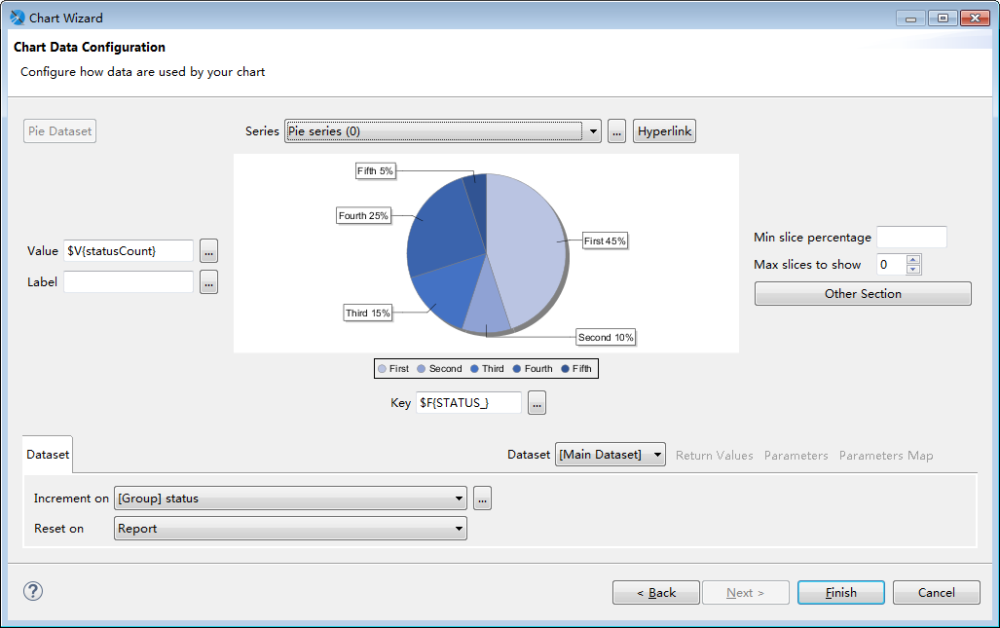 Chart Wizard
Chart Data Configuration
Configure how data are used by your chart
Pie Dataset
Series Pie series (0) ... Hyperlink
Fifth 5%
Fourth 25%
First 45%
Third 15%
Second 10%
Value $V{statusCount} ...
Label ...
Min slice percentage
Max slices to show 0
Other Section
First Second Third Fourth Fifth
Key $F{STATUS_} ...
Dataset Dataset [Main Dataset] Return Values Parameters Parameters Map
Increment on [Group] status ...
Reset on Report
? < Back Next > Finish Cancel